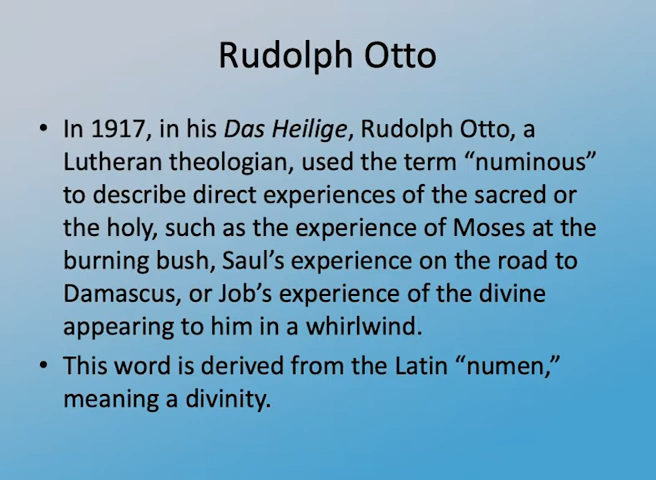 Rudolph Otto
• In 1917, in his Das Heilige, Rudolph Otto, a
Lutheran theologian, used the term “numinous”
to describe direct experiences of the sacred or
the holy, such as the experience of Moses at the
burning bush, Saul’s experience on the road to
Damascus, or Job’s experience of the divine
appearing to him in a whirlwind.
• This word is derived from the Latin “numen,”
meaning a divinity.